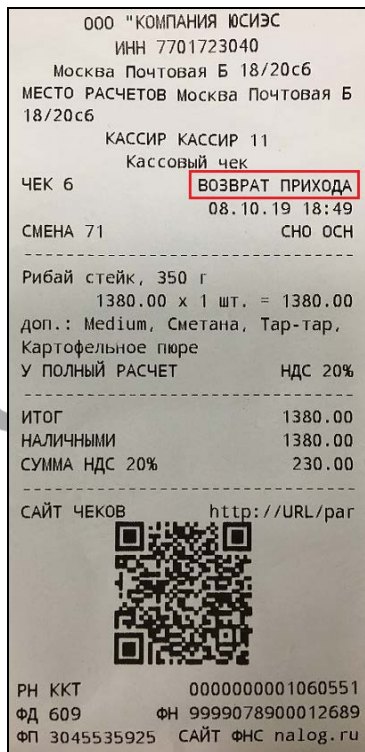 ООО "КОМПАНИЯ ЮСИЭС
ИНН 7701723040
Москва Почтовая Б 18/20с6
МЕСТО РАСЧЕТОВ Москва Почтовая Б
18/20с6
КАССИР КАССИР 11
Кассовый чек
ЧЕК 6 ВОЗВРАТ ПРИХОДА
08.10.19 18:49
СМЕНА 71 СНО ОСН
Рибай стейк, 350 г
1380.00 х 1 шт. = 1380.00
доп.: Medium, Сметана, Тар-тар,
Картофельное пюре
У ПОЛНЫЙ РАСЧЕТ НДС 20%
ИТОГ 1380.00
НАЛИЧНЫМИ 1380.00
СУММА НДС 20% 230.00
САЙТ ЧЕКОВ http://URL/par
РН ККТ 0000000001060551
ФД 609 ФН 9999078900012689
ФП 3045535925 САЙТ ФНС nalog.ru